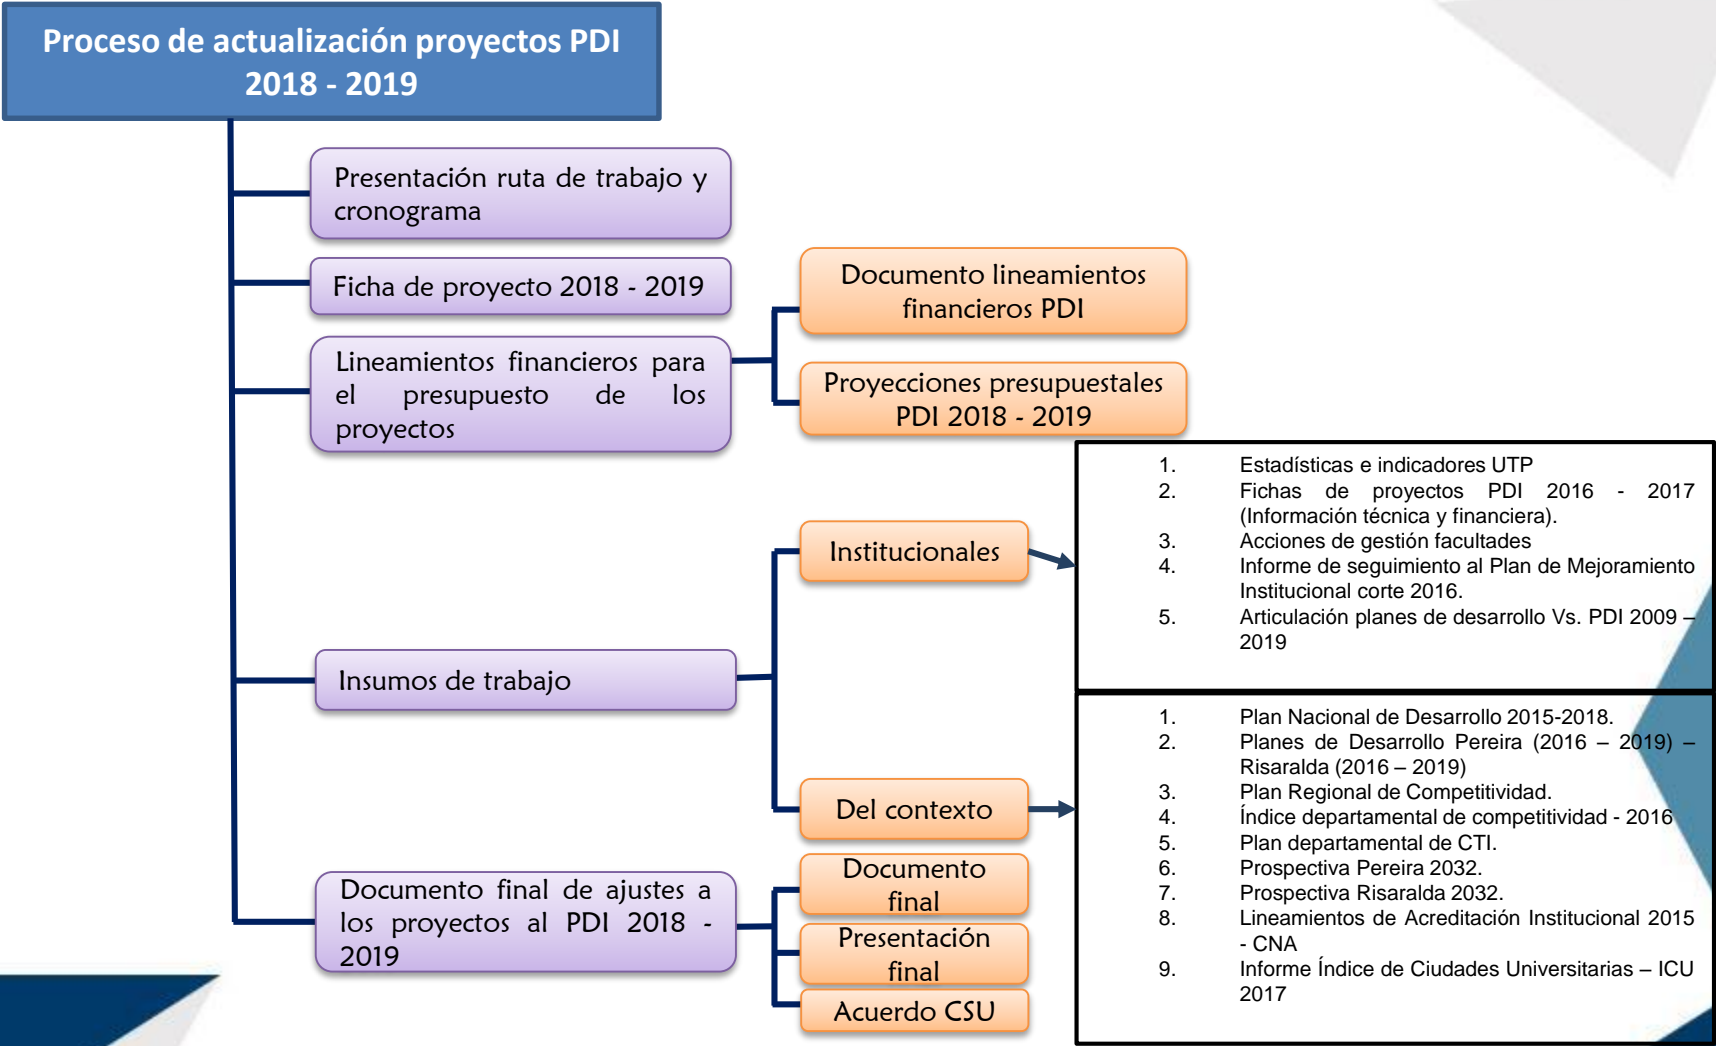 Proceso de actualización proyectos PDI
2018 - 2019
Presentación ruta de trabajo y
cronograma
Ficha de proyecto 2018 - 2019
Lineamientos financieros para
el presupuesto de los
proyectos
Documento lineamientos
financieros PDI
Proyecciones presupuestales
PDI 2018 - 2019
Insumos de trabajo
Institucionales
1. Estadísticas e indicadores UTP
2. Fichas de proyectos PDI 2016 - 2017
(Información técnica y financiera).
3. Acciones de gestión facultades
4. Informe de seguimiento al Plan de Mejoramiento
Institucional corte 2016.
5. Articulación planes de desarrollo Vs. PDI 2009 –
2019
Del contexto
1. Plan Nacional de Desarrollo 2015-2018.
2. Planes de Desarrollo Pereira (2016 – 2019) –
Risaralda (2016 – 2019)
3. Plan Regional de Competitividad.
4. Índice departamental de competitividad - 2016
5. Plan departamental de CTI.
6. Prospectiva Pereira 2032.
7. Prospectiva Risaralda 2032.
8. Lineamientos de Acreditación Institucional 2015
- CNA
9. Informe Índice de Ciudades Universitarias – ICU
2017
Documento final de ajustes a
los proyectos al PDI 2018 -
2019
Documento
final
Presentación
final
Acuerdo CSU